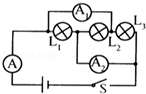 A₁
L₁ L₂ L₃
A A₂
S